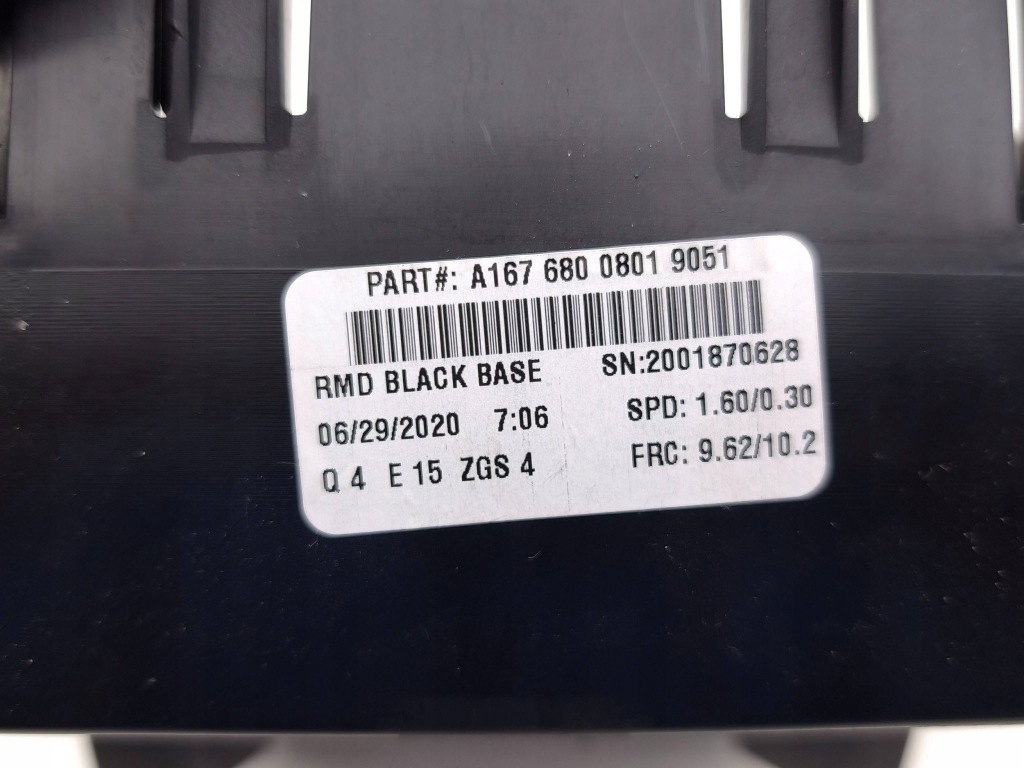 PART#: A167 680 0801 9051
RMD BLACK BASE SN:2001870628
06/29/2020 7:06 SPD: 1.60/0.30
Q 4 E 15 ZGS 4 FRC: 9.62/10.2